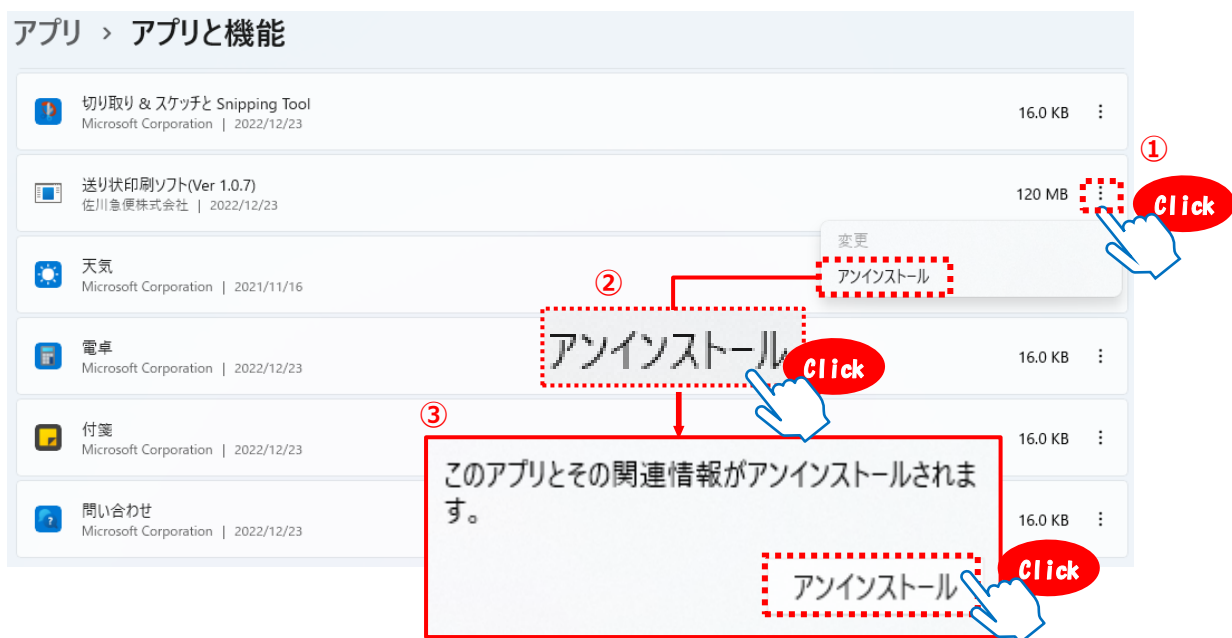 アプリ › アプリと機能
切り取り & スケッチと Snipping Tool
Microsoft Corporation | 2022/12/23
16.0 KB
①
送り状印刷ソフト(Ver 1.0.7)
佐川急便株式会社 | 2022/12/23
120 MB
Click
変更
アンインストール
天気
Microsoft Corporation | 2021/11/16
②
アンインストール
Click
電卓
Microsoft Corporation | 2022/12/23
16.0 KB
③
付箋
Microsoft Corporation | 2022/12/23
16.0 KB
このアプリとその関連情報がアンインストールされま
す。
問い合わせ
Microsoft Corporation | 2022/12/23
16.0 KB
アンインストール
Click